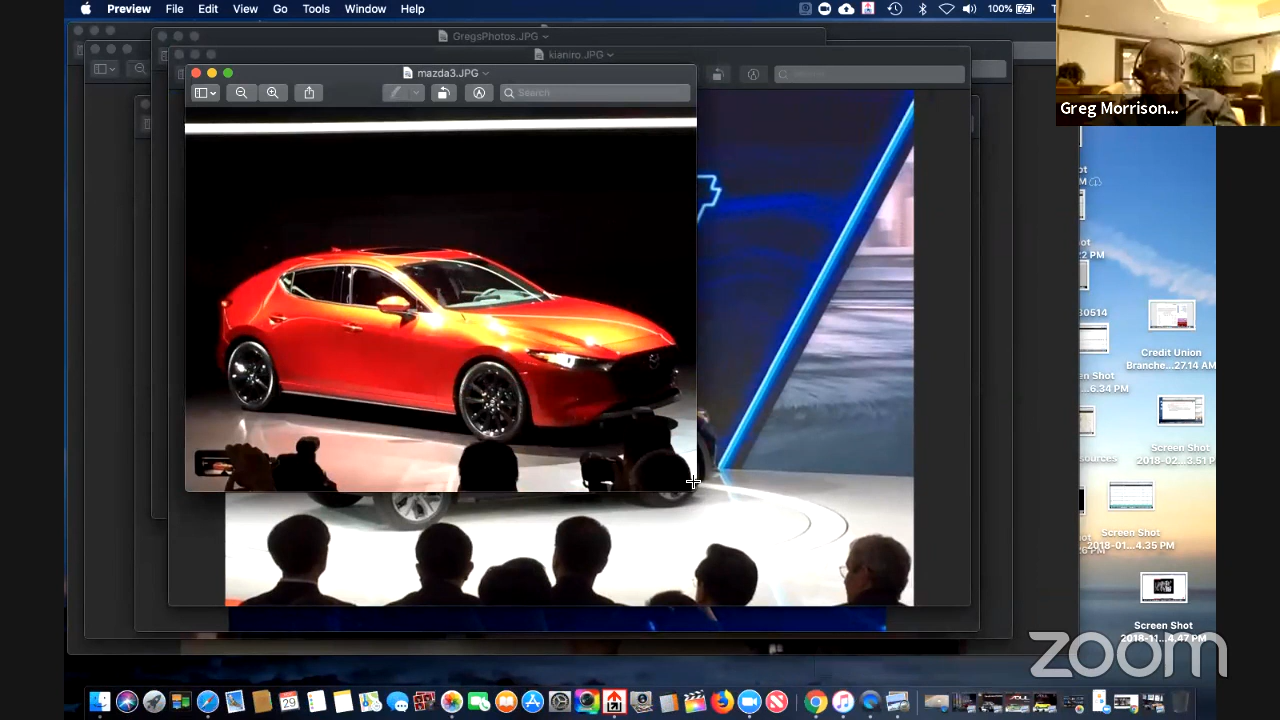 Preview File Edit View Go Tools Window Help 100%
GregsPhotos.JPG
kianiro.JPG
mazda3.JPG
Search
Greg Morrison...
Credit Union
Branche...27.14 AM
Screen Shot
2018-02...3.51 P
Screen Shot
2018-01...4.35 PM
Screen Shot
2018-11...4.47 PM
zoom
29